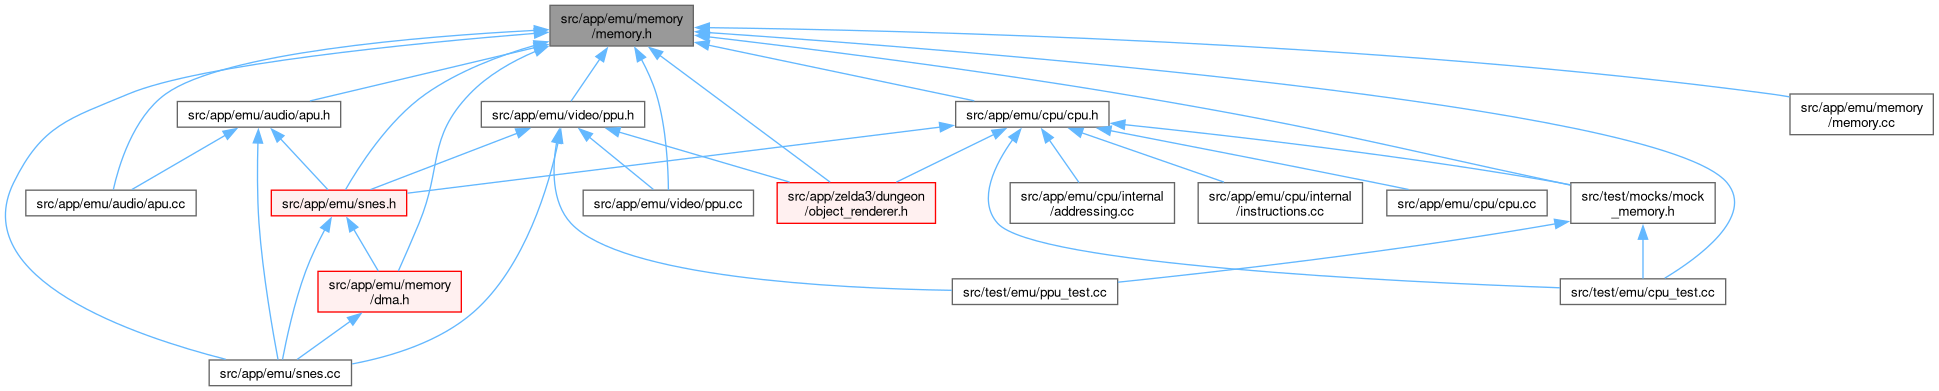 src/app/emu/memory
/memory.h
src/app/emu/audio/apu.h
src/app/emu/video/ppu.h
src/app/emu/cpu/cpu.h
src/app/emu/memory
/memory.cc
src/app/emu/audio/apu.cc
src/app/emu/snes.h
src/app/emu/video/ppu.cc
src/app/zelda3/dungeon
/object_renderer.h
src/app/emu/cpu/internal
/addressing.cc
src/app/emu/cpu/internal
/instructions.cc
src/app/emu/cpu/cpu.cc
src/test/mocks/mock
_memory.h
src/app/emu/memory
/dma.h
src/test/emu/ppu_test.cc
src/test/emu/cpu_test.cc
src/app/emu/snes.cc